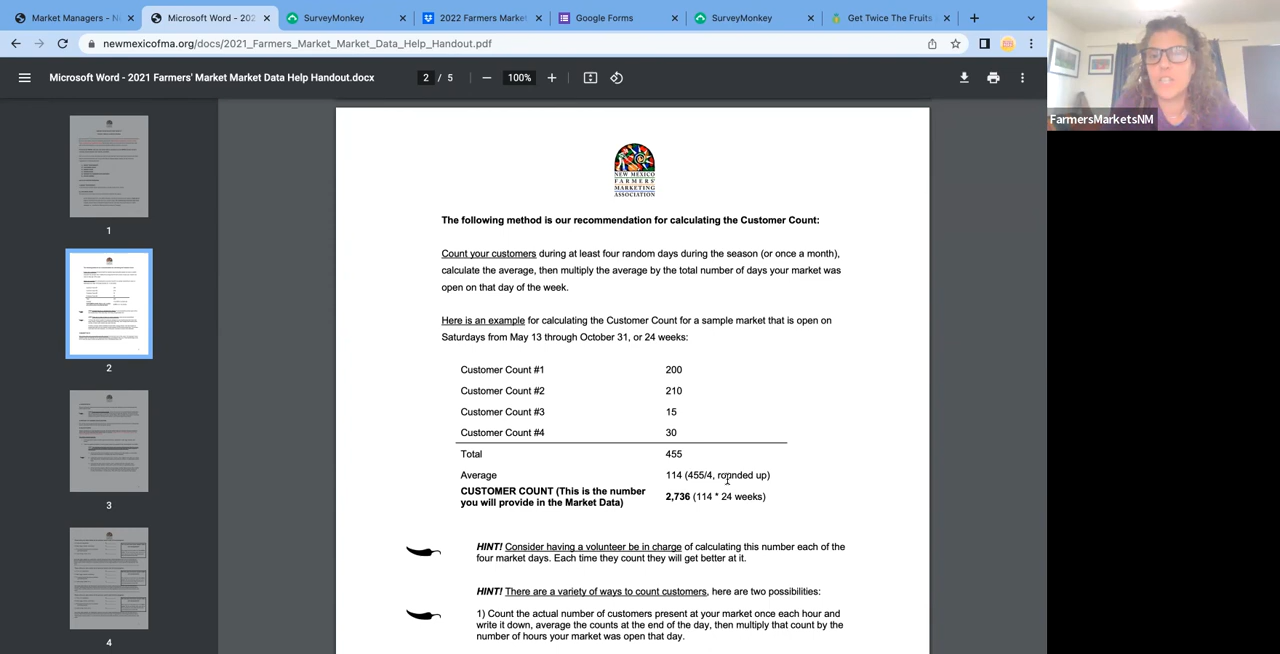 Market Managers - N
Microsoft Word - 202
SurveyMonkey
2022 Farmers Marke
Google Forms
SurveyMonkey
Get Twice The Fruits
newmexicofma.org/docs/2021_Farmers_Market_Market_Data_Help_Handout.pdf
Microsoft Word - 2021 Farmers' Market Market Data Help Handout.docx
2 / 5
100%
FarmersMarketsNM
1
2
3
4
NEW MEXICO
FARMERS'
MARKETING
ASSOCIATION
The following method is our recommendation for calculating the Customer Count:
Count your customers during at least four random days during the season (or once a month),
calculate the average, then multiply the average by the total number of days your market was
open on that day of the week.
Here is an example for calculating the Customer Count for a sample market that is open on
Saturdays from May 13 through October 31, or 24 weeks:
Customer Count #1 200
Customer Count #2 210
Customer Count #3 15
Customer Count #4 30
Total 455
Average 114 (455/4, rounded up)
CUSTOMER COUNT (This is the number
you will provide in the Market Data) 2,736 (114 * 24 weeks)
HINT! Consider having a volunteer be in charge of calculating this number each of the
four market days. Each time they count they will get better at it.
HINT! There are a variety of ways to count customers, here are two possibilities:
1) Count the actual number of customers present at your market once each hour and
write it down, average the counts at the end of the day, then multiply that count by the
number of hours your market was open that day.